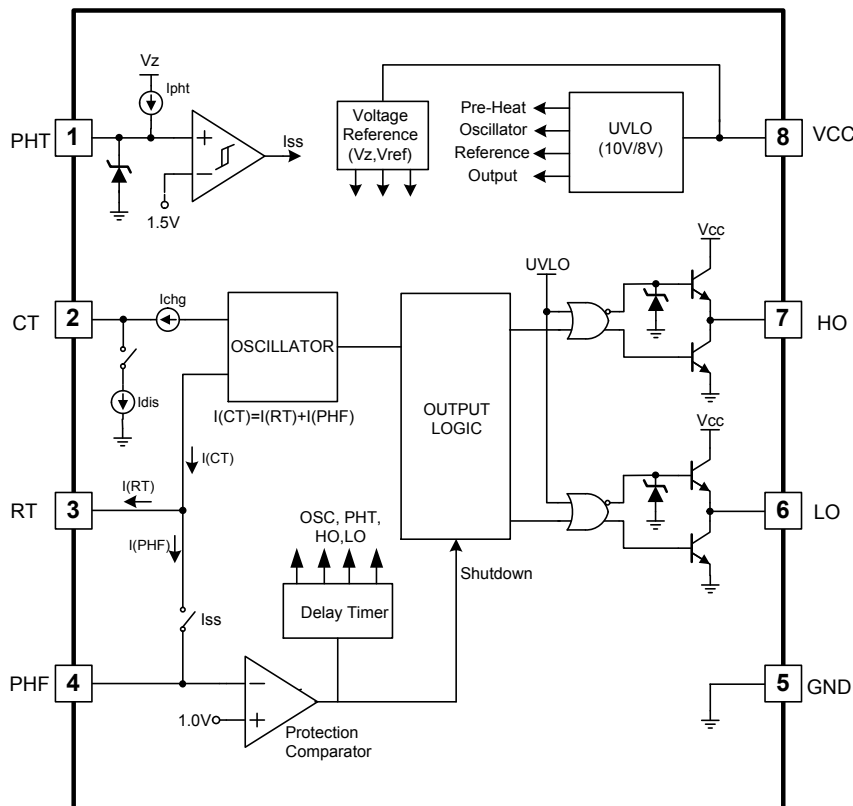 Vz
Ipht
PHT
1
+
−
Iss
1.5V
Voltage
Reference
(Vz,Vref)
Pre-Heat
Oscillator
Reference
Output
UVLO
(10V/8V)
8
VCC
CT
2
Ichg
Idis
OSCILLATOR
I(CT)=I(RT)+I(PHF)
I(CT)
OUTPUT
LOGIC
UVLO
Vcc
7
HO
RT
3
I(RT)
I(PHF)
Iss
OSC, PHT,
HO,LO
Delay Timer
Shutdown
Vcc
6
LO
PHF
4
−
1.0V
+
Protection
Comparator
5
GND